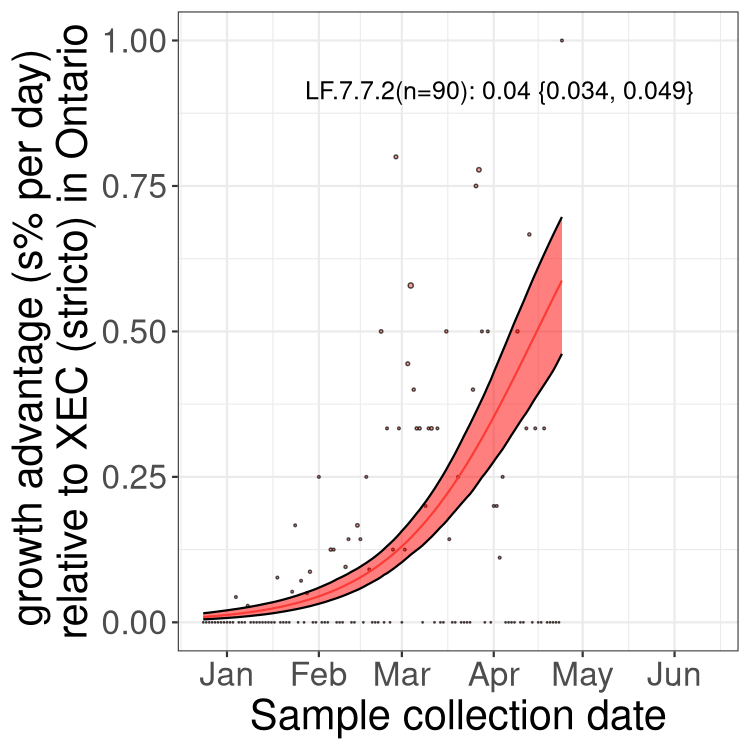 growth advantage (s% per day)
relative to XEC (stricto) in Ontario
1.00
0.75
0.50
0.25
0.00
LF.7.7.2(n=90): 0.04 {0.034, 0.049}
Jan Feb Mar Apr May Jun
Sample collection date